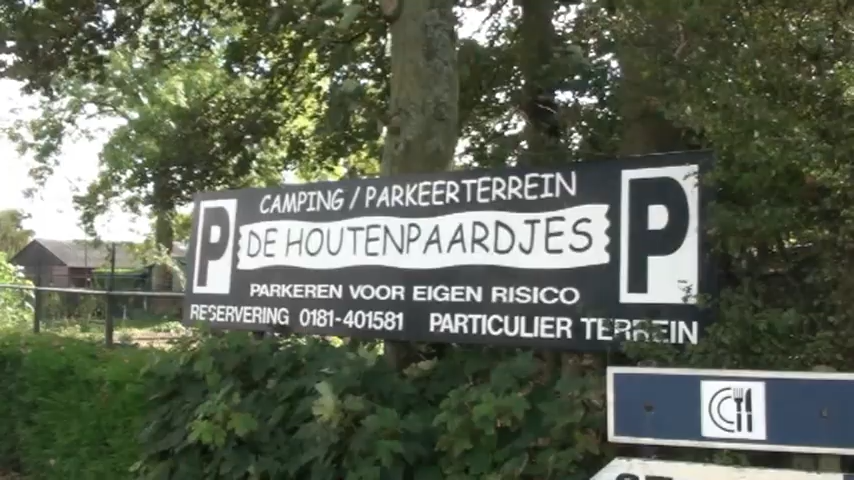 CAMPING / PARKEERTERREIN
P DE HOUTENPAARDJES P
PARKEREN VOOR EIGEN RISICO
RESERVERING 0181-401581 PARTICULIER TERREIN